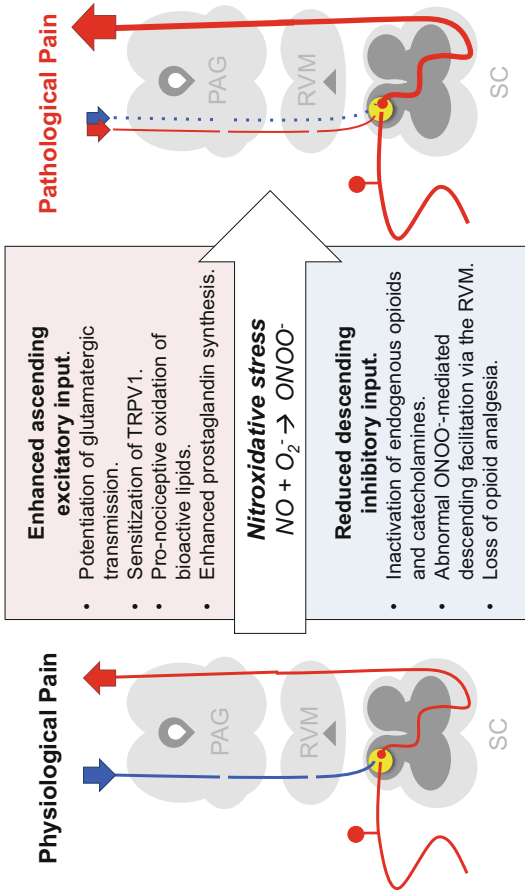 Physiological Pain
PAG
RVM
SC
Enhanced ascending
excitatory input.
• Potentiation of glutamatergic
transmission.
• Sensitization of TRPV1.
• Pro-nociceptive oxidation of
bioactive lipids.
• Enhanced prostaglandin synthesis.
Nitroxidative stress
NO + O₂⁻ → ONOO⁻
Reduced descending
inhibitory input.
• Inactivation of endogenous opioids
and catecholamines.
• Abnormal ONOO⁻-mediated
descending facilitation via the RVM.
• Loss of opioid analgesia.
Pathological Pain
PAG
RVM
SC